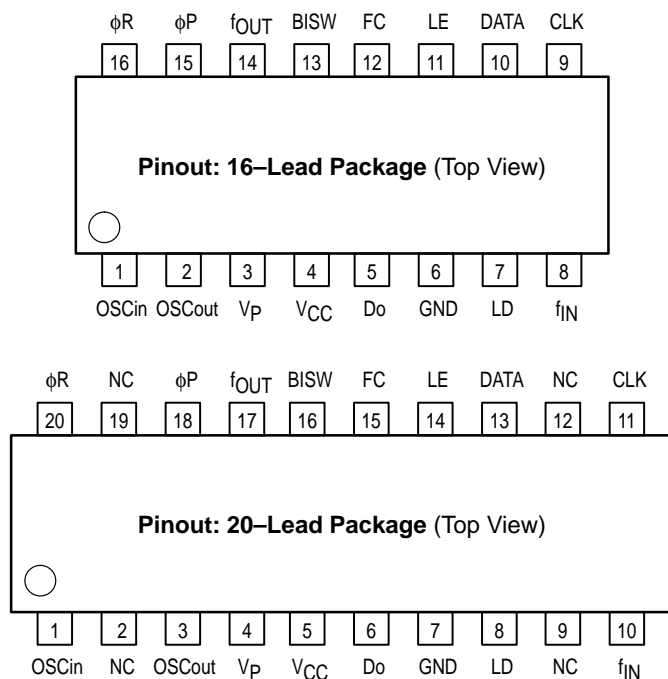 ϕR ϕP fOUT BISW FC LE DATA CLK
16 15 14 13 12 11 10 9
Pinout: 16–Lead Package (Top View)
1 2 3 4 5 6 7 8
OSCin OSCout VP VCC Do GND LD fIN
ϕR NC ϕP fOUT BISW FC LE DATA NC CLK
20 19 18 17 16 15 14 13 12 11
Pinout: 20–Lead Package (Top View)
1 2 3 4 5 6 7 8 9 10
OSCin NC OSCout VP VCC Do GND LD NC fIN